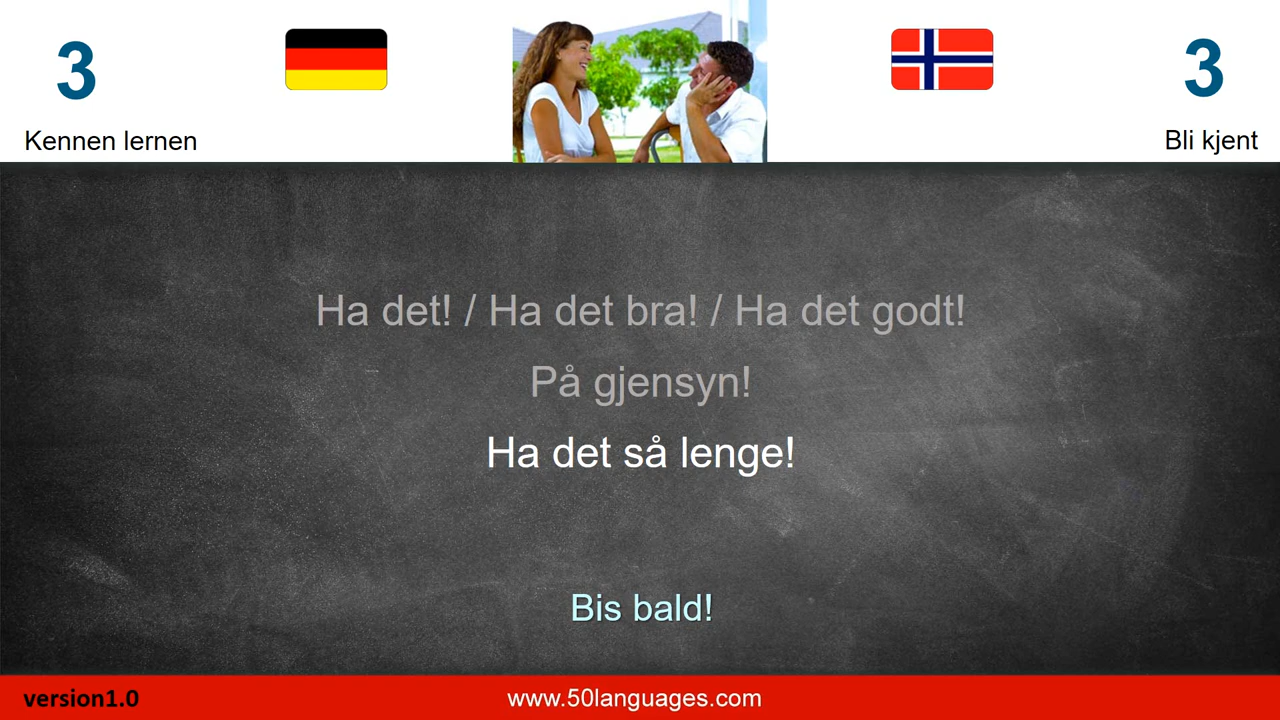 3
3
Kennen lernen
Bli kjent
Ha det! / Ha det bra! / Ha det godt!
På gjensyn!
Ha det så lenge!
Bis bald!
version1.0
www.50languages.com